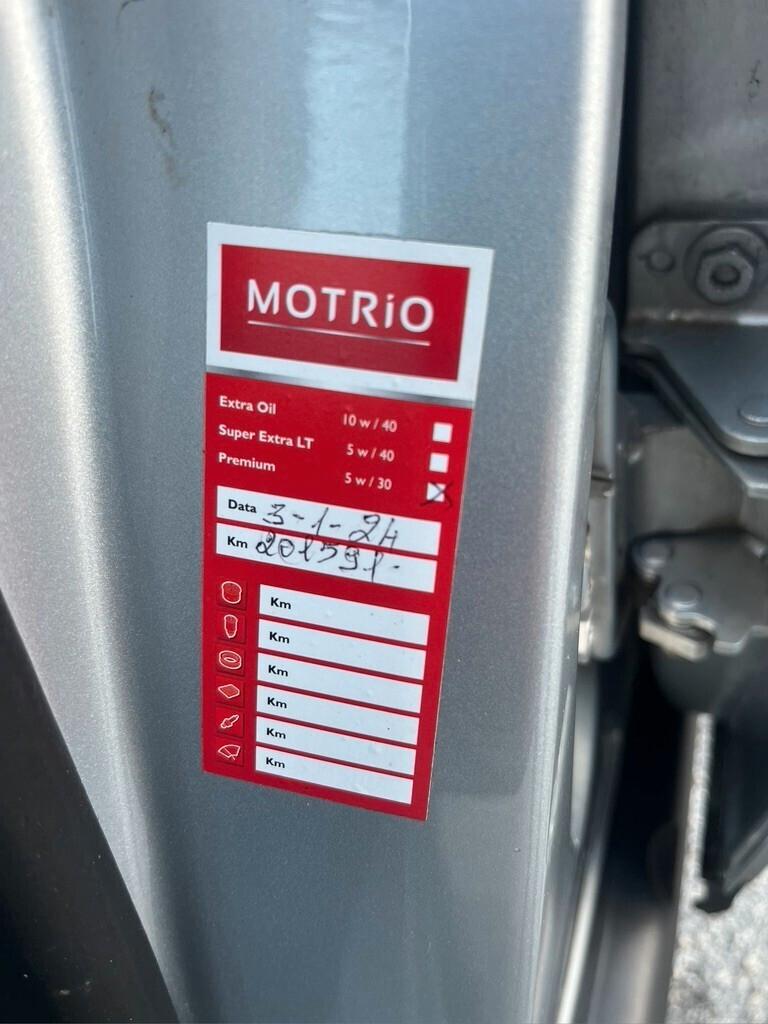 MOTRiO
Extra Oil 10 w / 40
Super Extra LT 5 w / 40
Premium 5 w / 30
Data 3-1-24
Km 201591-
Km
Km
Km
Km
Km
Km